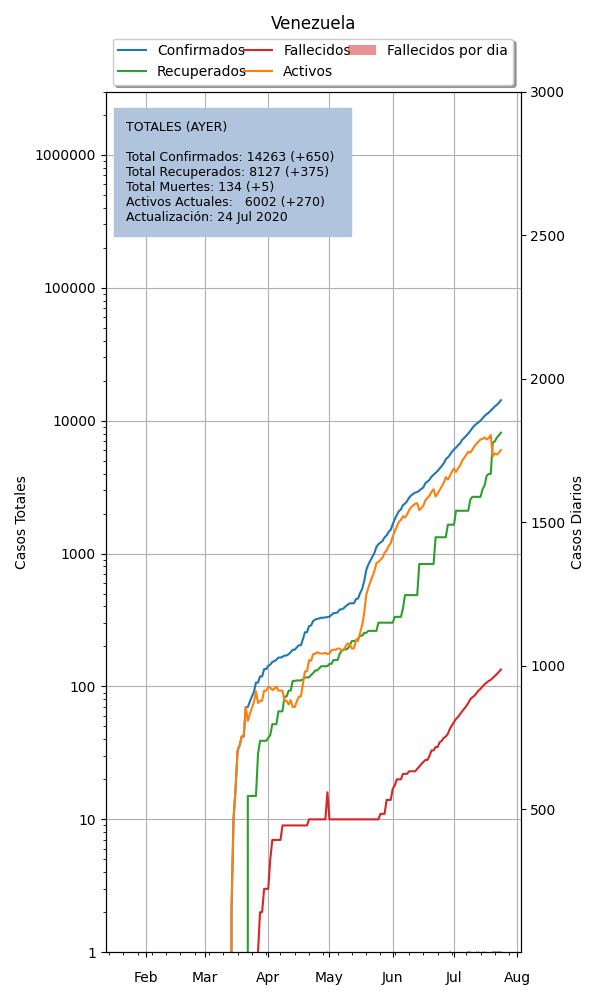 Venezuela
Confirmados
Recuperados
Fallecidos
Activos
Fallecidos por dia
TOTALES (AYER)
Total Confirmados: 14263 (+650)
Total Recuperados: 8127 (+375)
Total Muertes: 134 (+5)
Activos Actuales: 6002 (+270)
Actualización: 24 Jul 2020
Casos Totales
1000000
100000
10000
1000
100
10
1
Casos Diarios
3000
2500
2000
1500
1000
500
Feb Mar Apr May Jun Jul Aug